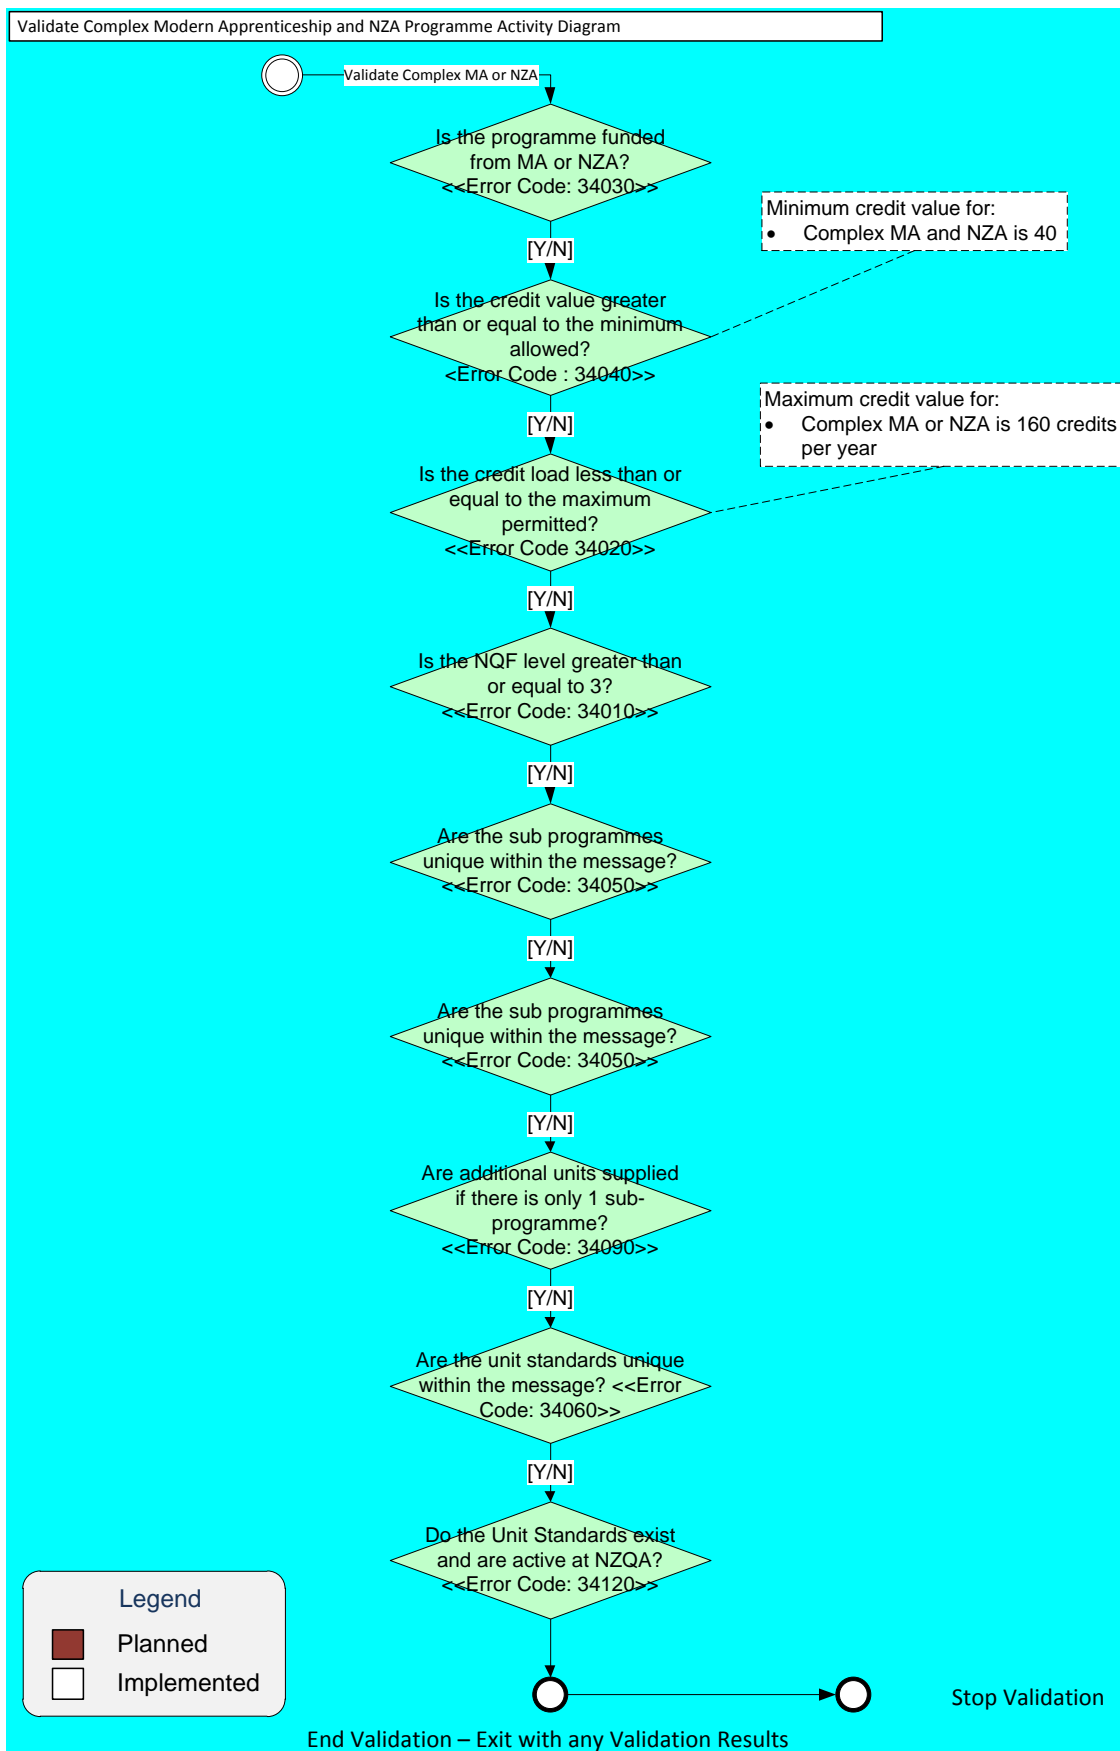 Validate Complex Modern Apprenticeship and NZA Programme Activity Diagram
Validate Complex MA or NZA
Is the programme funded
from MA or NZA?
<<Error Code: 34030>>
Minimum credit value for:
• Complex MA and NZA is 40
[Y/N]
Is the credit value greater
than or equal to the minimum
allowed?
<Error Code : 34040>>
Maximum credit value for:
• Complex MA or NZA is 160 credits
per year
[Y/N]
Is the credit load less than or
equal to the maximum
permitted?
<<Error Code 34020>>
[Y/N]
Is the NQF level greater than
or equal to 3?
<<Error Code: 34010>>
[Y/N]
Are the sub programmes
unique within the message?
<<Error Code: 34050>>
[Y/N]
Are the sub programmes
unique within the message?
<<Error Code: 34050>>
[Y/N]
Are additional units supplied
if there is only 1 sub-
programme?
<<Error Code: 34090>>
[Y/N]
Are the unit standards unique
within the message? <<Error
Code: 34060>>
[Y/N]
Do the Unit Standards exist
and are active at NZQA?
<<Error Code: 34120>>
Legend
Planned
Implemented
Stop Validation
End Validation – Exit with any Validation Results